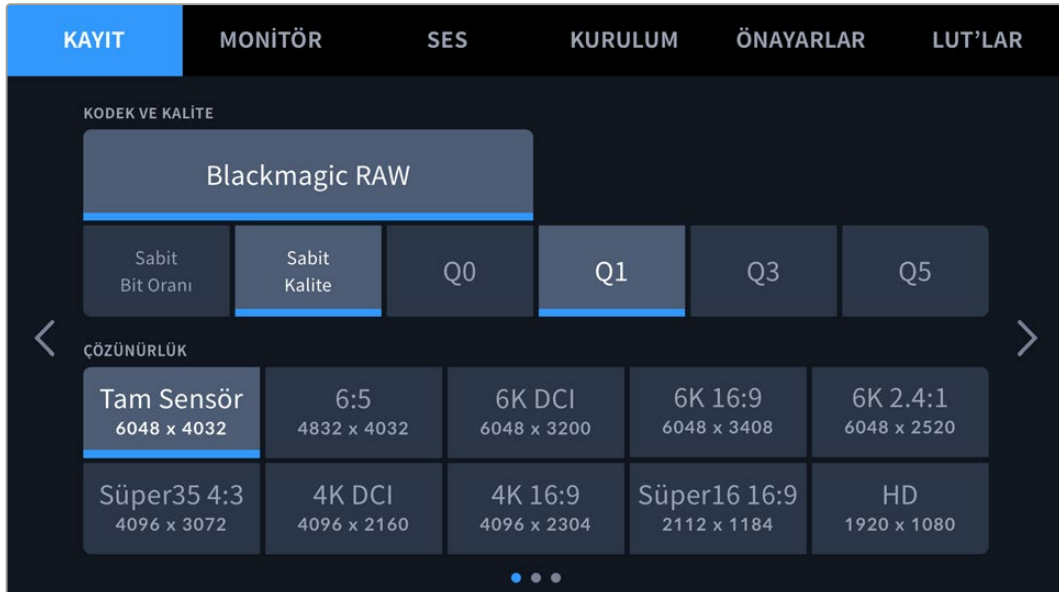 KAYIT MONİTÖR SES KURULUM ÖNAYARLAR LUT’LAR
KODEK VE KALİTE
Blackmagic RAW
Sabit Bit Oranı
Sabit Kalite
Q0
Q1
Q3
Q5
ÇÖZÜNÜRLÜK
Tam Sensör
6048 x 4032
6:5
4832 x 4032
6K DCI
6048 x 3200
6K 16:9
6048 x 3408
6K 2.4:1
6048 x 2520
Süper35 4:3
4096 x 3072
4K DCI
4096 x 2160
4K 16:9
4096 x 2304
Süper16 16:9
2112 x 1184
HD
1920 x 1080